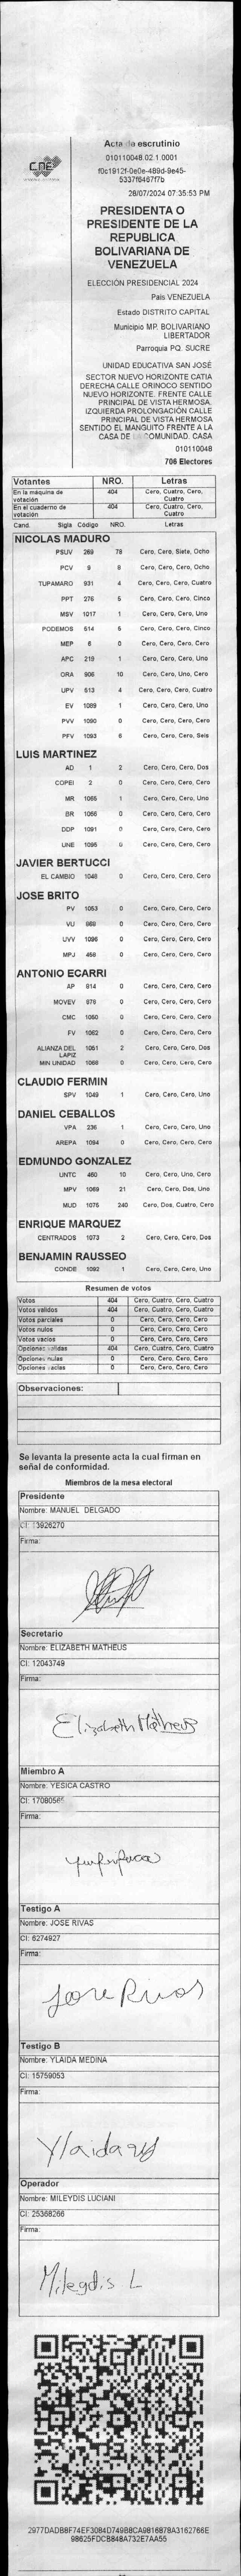 CNE
Acta de escrutinio
010110048.02.1.0001
f0c1912f-0e0e-489d-9e45-
5337f6467f7b
28/07/2024 07:35:53 PM
PRESIDENTA O
PRESIDENTE DE LA
REPUBLICA
BOLIVARIANA DE
VENEZUELA
ELECCIÓN PRESIDENCIAL 2024
País VENEZUELA
Estado DISTRITO CAPITAL
Municipio MP. BOLIVARIANO
LIBERTADOR
Parroquia PQ. SUCRE
UNIDAD EDUCATIVA SAN JOSÉ
SECTOR NUEVO HORIZONTE CATIA
DERECHA CALLE ORINOCO SENTIDO
NUEVO HORIZONTE. FRENTE CALLE
PRINCIPAL DE VISTA HERMOSA.
IZQUIERDA PROLONGACIÓN CALLE
PRINCIPAL DE VISTA HERMOSA
SENTIDO EL MANGUITO FRENTE A LA
CASA DE LA COMUNIDAD. CASA
010110048
706 Electores
Votantes NRO. Letras
En la máquina de votación 404 Cero, Cuatro, Cero, Cuatro
En el cuaderno de votación 404 Cero, Cuatro, Cero, Cuatro
Cand. Sigla Código NRO. Letras
NICOLAS MADURO
PSUV 269 78 Cero, Cero, Siete, Ocho
PCV 9 8 Cero, Cero, Cero, Ocho
TUPAMARO 931 4 Cero, Cero, Cero, Cuatro
PPT 276 5 Cero, Cero, Cero, Cinco
MSV 1017 1 Cero, Cero, Cero, Uno
PODEMOS 514 5 Cero, Cero, Cero, Cinco
MEP 6 0 Cero, Cero, Cero, Cero
APC 219 1 Cero, Cero, Cero, Uno
ORA 906 10 Cero, Cero, Uno, Cero
UPV 513 4 Cero, Cero, Cero, Cuatro
EV 1089 1 Cero, Cero, Cero, Uno
PVV 1090 0 Cero, Cero, Cero, Cero
PFV 1093 6 Cero, Cero, Cero, Seis
LUIS MARTINEZ
AD 1 2 Cero, Cero, Cero, Dos
COPEI 2 0 Cero, Cero, Cero, Cero
MR 1065 1 Cero, Cero, Cero, Uno
BR 1056 0 Cero, Cero, Cero, Cero
DDP 1091 0 Cero, Cero, Cero, Cero
UNE 1095 0 Cero, Cero, Cero, Cero
JAVIER BERTUCCI
EL CAMBIO 1046 0 Cero, Cero, Cero, Cero
JOSE BRITO
PV 1053 0 Cero, Cero, Cero, Cero
VU 868 0 Cero, Cero, Cero, Cero
UVV 1096 0 Cero, Cero, Cero, Cero
MPJ 458 0 Cero, Cero, Cero, Cero
ANTONIO ECARRI
AP 814 0 Cero, Cero, Cero, Cero
MOVEV 978 0 Cero, Cero, Cero, Cero
CMC 1050 0 Cero, Cero, Cero, Cero
FV 1062 0 Cero, Cero, Cero, Cero
ALIANZA DEL LAPIZ 1051 2 Cero, Cero, Cero, Dos
MIN UNIDAD 1068 0 Cero, Cero, Cero, Cero
CLAUDIO FERMIN
SPV 1049 1 Cero, Cero, Cero, Uno
DANIEL CEBALLOS
VPA 236 1 Cero, Cero, Cero, Uno
AREPA 1094 0 Cero, Cero, Cero, Cero
EDMUNDO GONZALEZ
UNTC 460 10 Cero, Cero, Uno, Cero
MPV 1069 21 Cero, Cero, Dos, Uno
MUD 1075 240 Cero, Dos, Cuatro, Cero
ENRIQUE MARQUEZ
CENTRADOS 1073 2 Cero, Cero, Cero, Dos
BENJAMIN RAUSSEO
CONDE 1092 1 Cero, Cero, Cero, Uno
Resumen de votos
Votos 404 Cero, Cuatro, Cero, Cuatro
Votos validos 404 Cero, Cuatro, Cero, Cuatro
Votos parciales 0 Cero, Cero, Cero, Cero
Votos nulos 0 Cero, Cero, Cero, Cero
Votos vacios 0 Cero, Cero, Cero, Cero
Opciones validas 404 Cero, Cuatro, Cero, Cuatro
Opciones nulas 0 Cero, Cero, Cero, Cero
Opciones vacias 0 Cero, Cero, Cero, Cero
Observaciones:
Se levanta la presente acta la cual firman en
señal de conformidad.
Miembros de la mesa electoral
Presidente
Nombre: MANUEL DELGADO
CI: 13926270
Firma:
Secretario
Nombre: ELIZABETH MATHEUS
CI: 12043749
Firma:
Elizabeth Matheus
Miembro A
Nombre: YESICA CASTRO
CI: 17080565
Firma:
Testigo A
Nombre: JOSE RIVAS
CI: 6274927
Firma:
Jose Rivas
Testigo B
Nombre: YLAIDA MEDINA
CI: 15759053
Firma:
Ylaida
Operador
Nombre: MILEYDIS LUCIANI
CI: 25368266
Firma:
Mileydis L
2977DADB8F74EF3084D749B8CA9816878A3162766E
98625FDCB848A732E7AA55